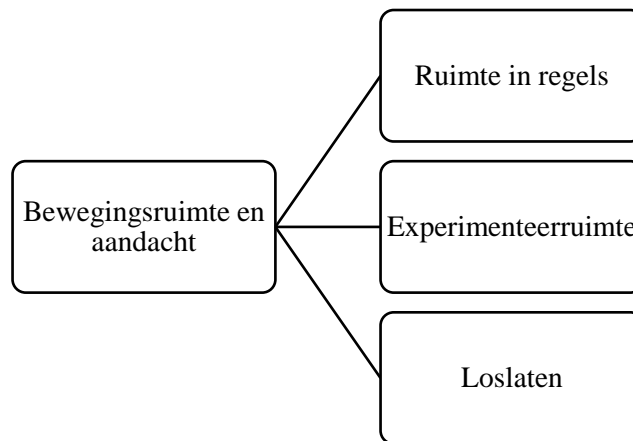 Ruimte in regels
Bewegingsruimte en
aandacht
Experimenteerruimte
Loslaten